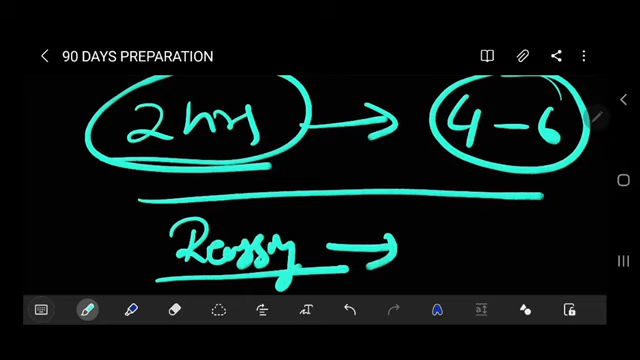 90 DAYS PREPARATION
2 hrs → 4 – 6
→